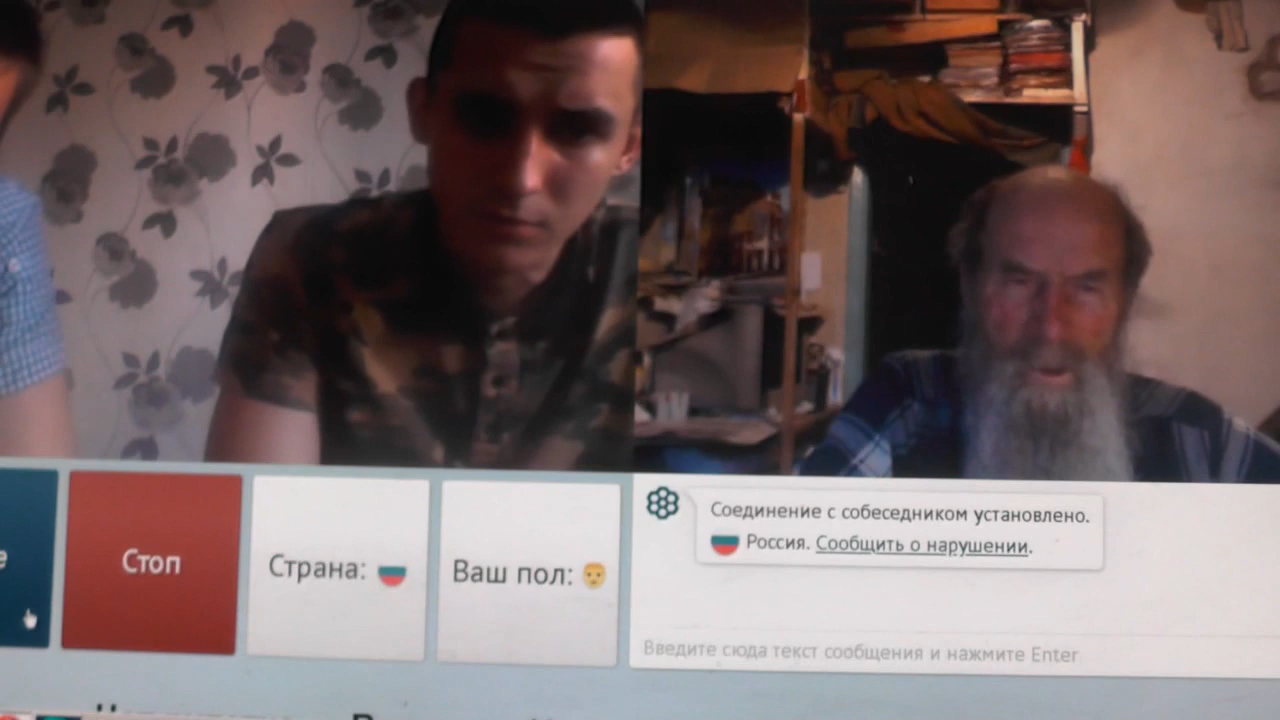 Стоп
Страна:
Ваш пол:
Соединение с собеседником установлено.
Россия. Сообщить о нарушении.
Введите сюда текст сообщения и нажмите Enter